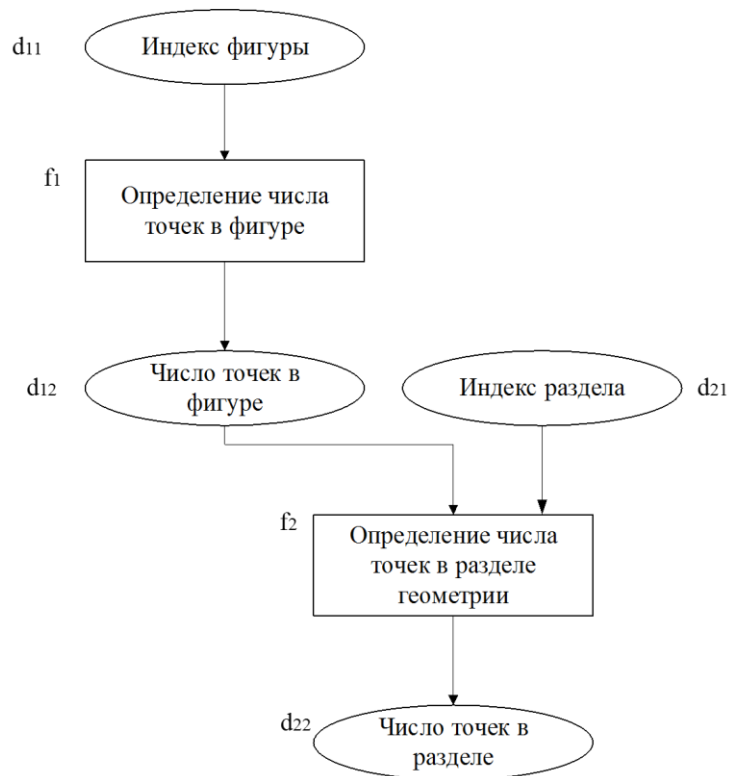 d11
Индекс фигуры
f1
Определение числа
точек в фигуре
d12
Число точек в
фигуре
Индекс раздела
d21
f2
Определение числа
точек в разделе
геометрии
d22
Число точек в
разделе